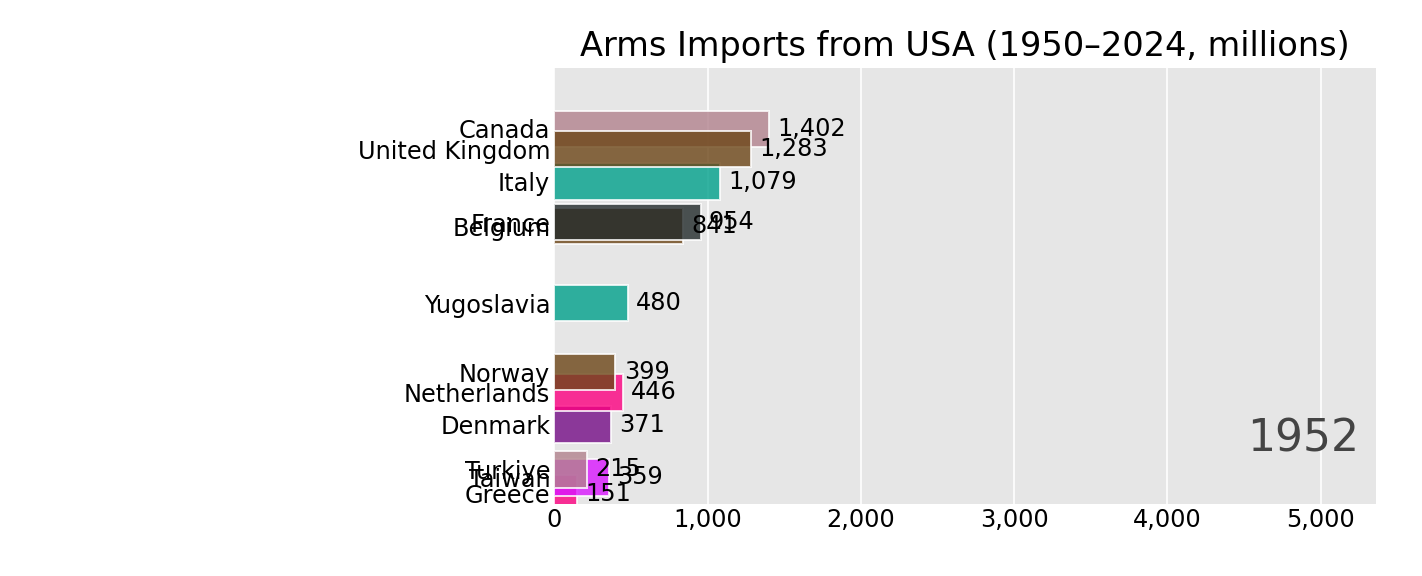 Arms Imports from USA (1950–2024, millions)
Canada 1,402
United Kingdom 1,283
Italy 1,079
France 954
Belgium 841
Yugoslavia 480
Norway 399
Netherlands 446
Denmark 371
1952
Turkiye 215
Taiwan 359
Greece 151
0 1,000 2,000 3,000 4,000 5,000